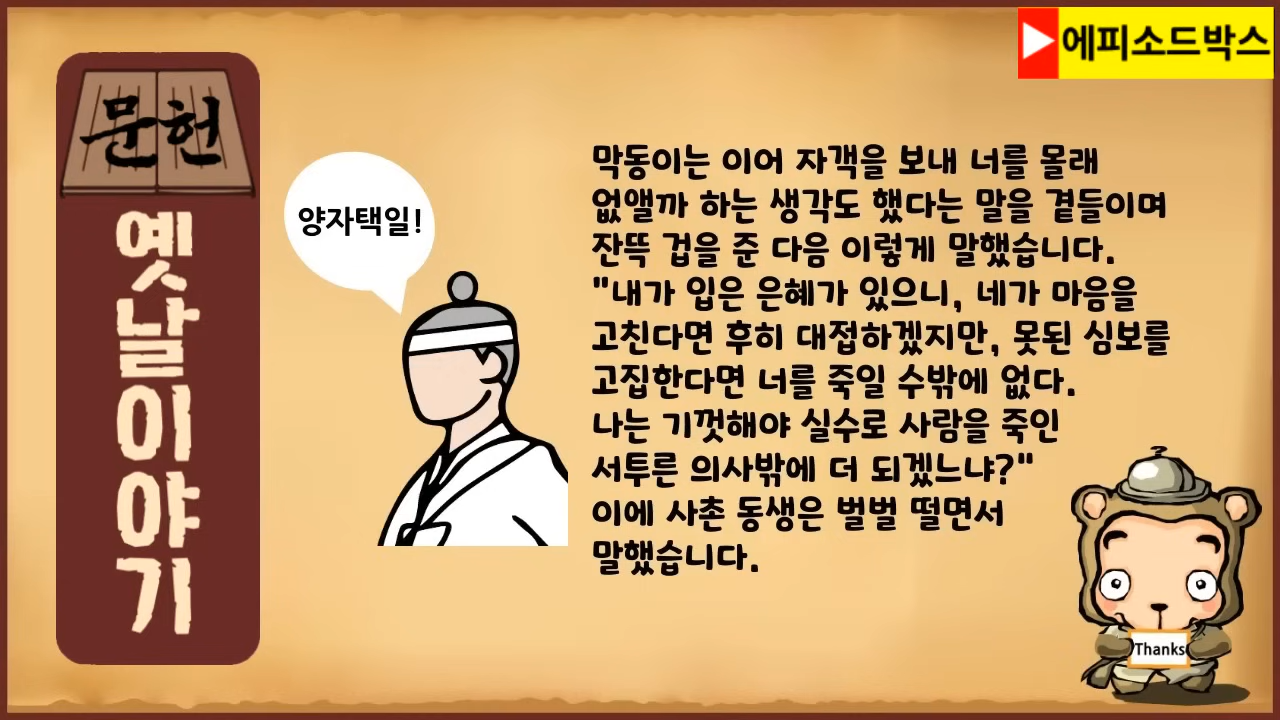 에피소드박스
문헌
옛날이야기
양자택일!
막동이는 이어 자객을 보내 너를 몰래
없앨까 하는 생각도 했다는 말을 곁들이며
잔뜩 겁을 준 다음 이렇게 말했습니다.
"내가 입은 은혜가 있으니, 네가 마음을
고친다면 후히 대접하겠지만, 못된 심보를
고집한다면 너를 죽일 수밖에 없다.
나는 기껏해야 실수로 사람을 죽인
서투른 의사밖에 더 되겠느냐?"
이에 사촌 동생은 벌벌 떨면서
말했습니다.
Thanks